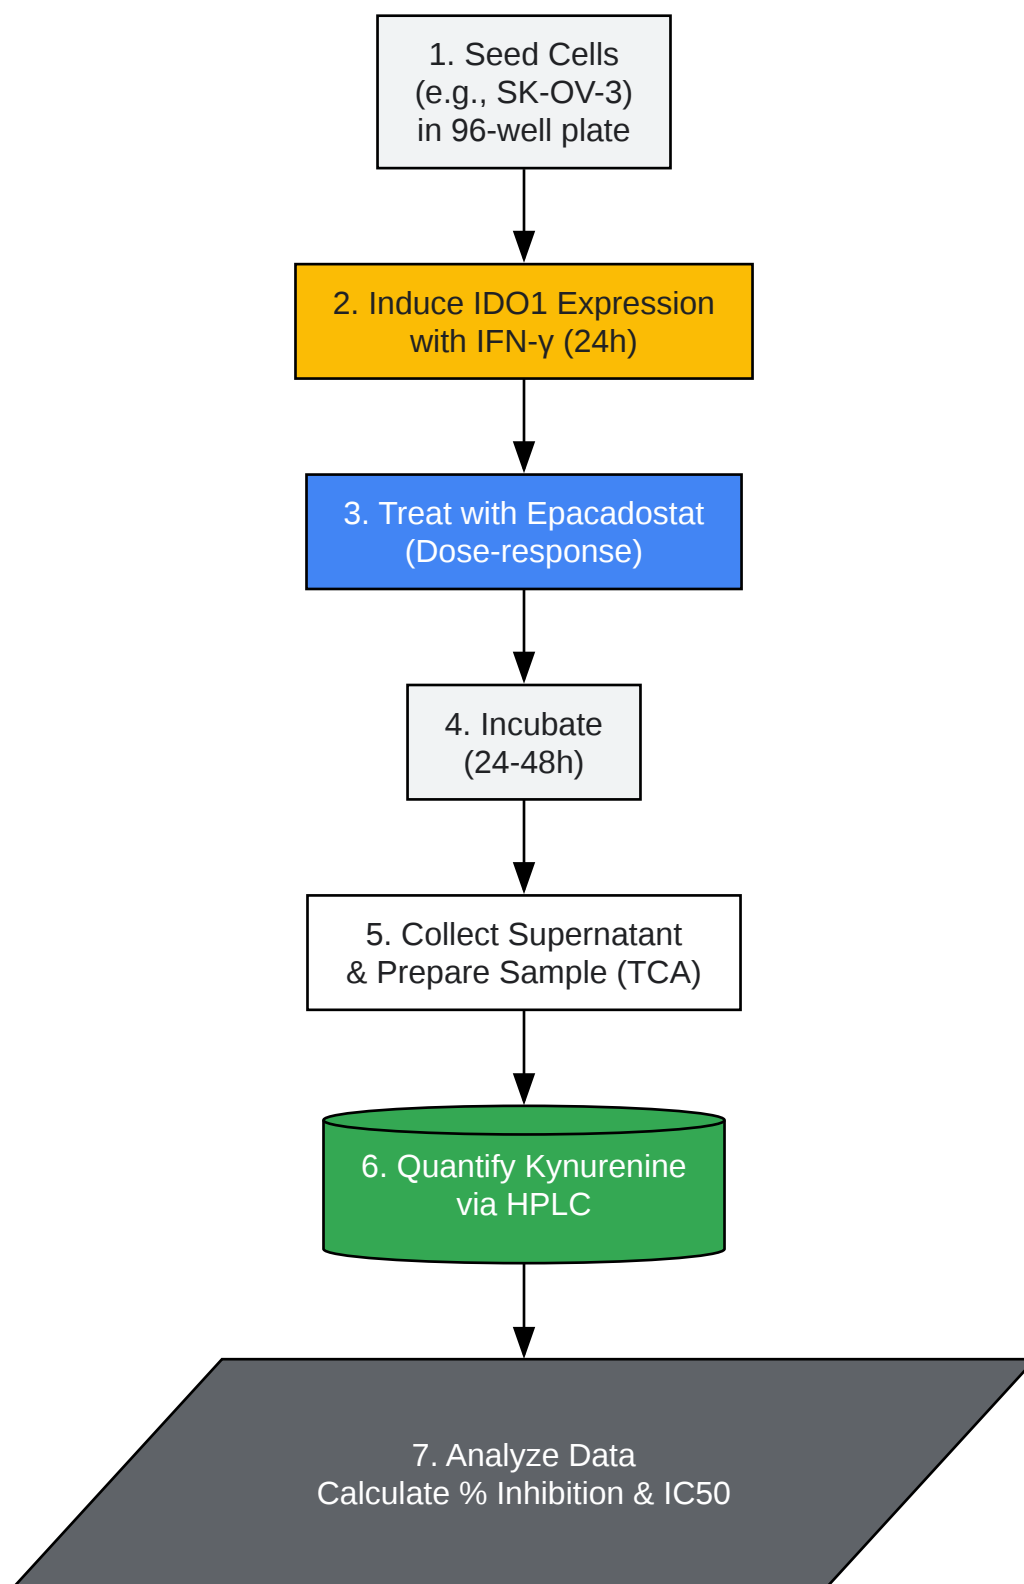 1. Seed Cells
(e.g., SK-OV-3)
in 96-well plate
2. Induce IDO1 Expression
with IFN-γ (24h)
3. Treat with Epacadostat
(Dose-response)
4. Incubate
(24-48h)
5. Collect Supernatant
& Prepare Sample (TCA)
6. Quantify Kynurenine
via HPLC
7. Analyze Data
Calculate % Inhibition & IC50